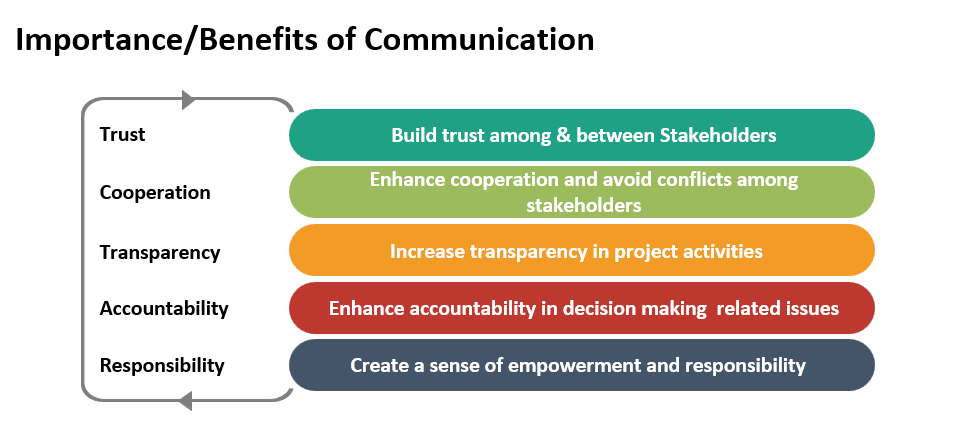 Importance/Benefits of Communication
Trust
Build trust among & between Stakeholders
Cooperation
Enhance cooperation and avoid conflicts among
stakeholders
Transparency
Increase transparency in project activities
Accountability
Enhance accountability in decision making  related issues
Responsibility
Create a sense of empowerment and responsibility